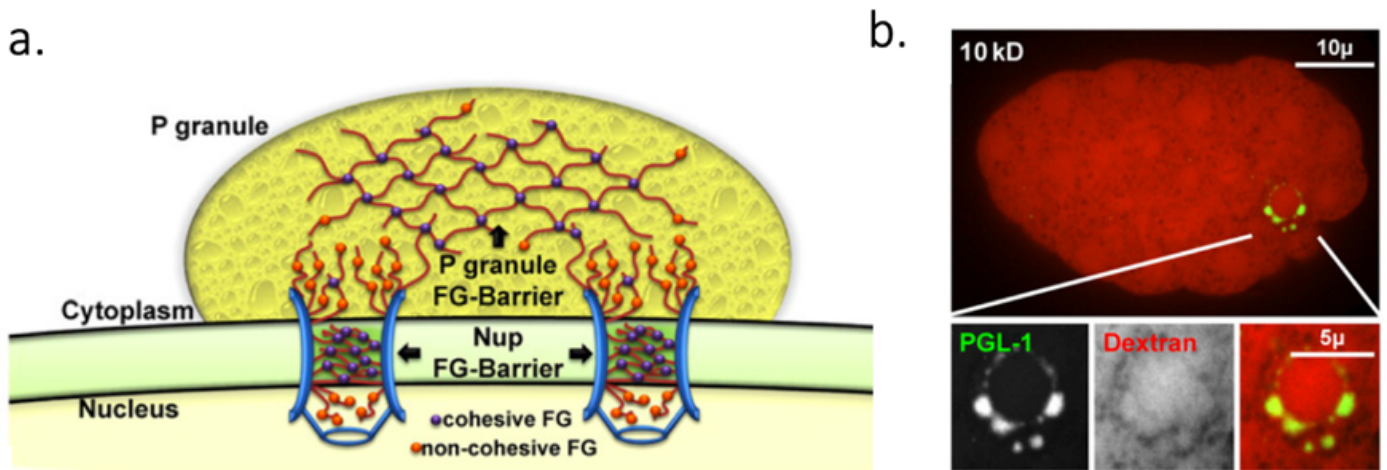 a.
P granule
P granule
FG-Barrier
Cytoplasm
Nup
FG-Barrier
Nucleus
cohesive FG
non-cohesive FG
b.
10 kD
10μ
PGL-1
Dextran
5μ